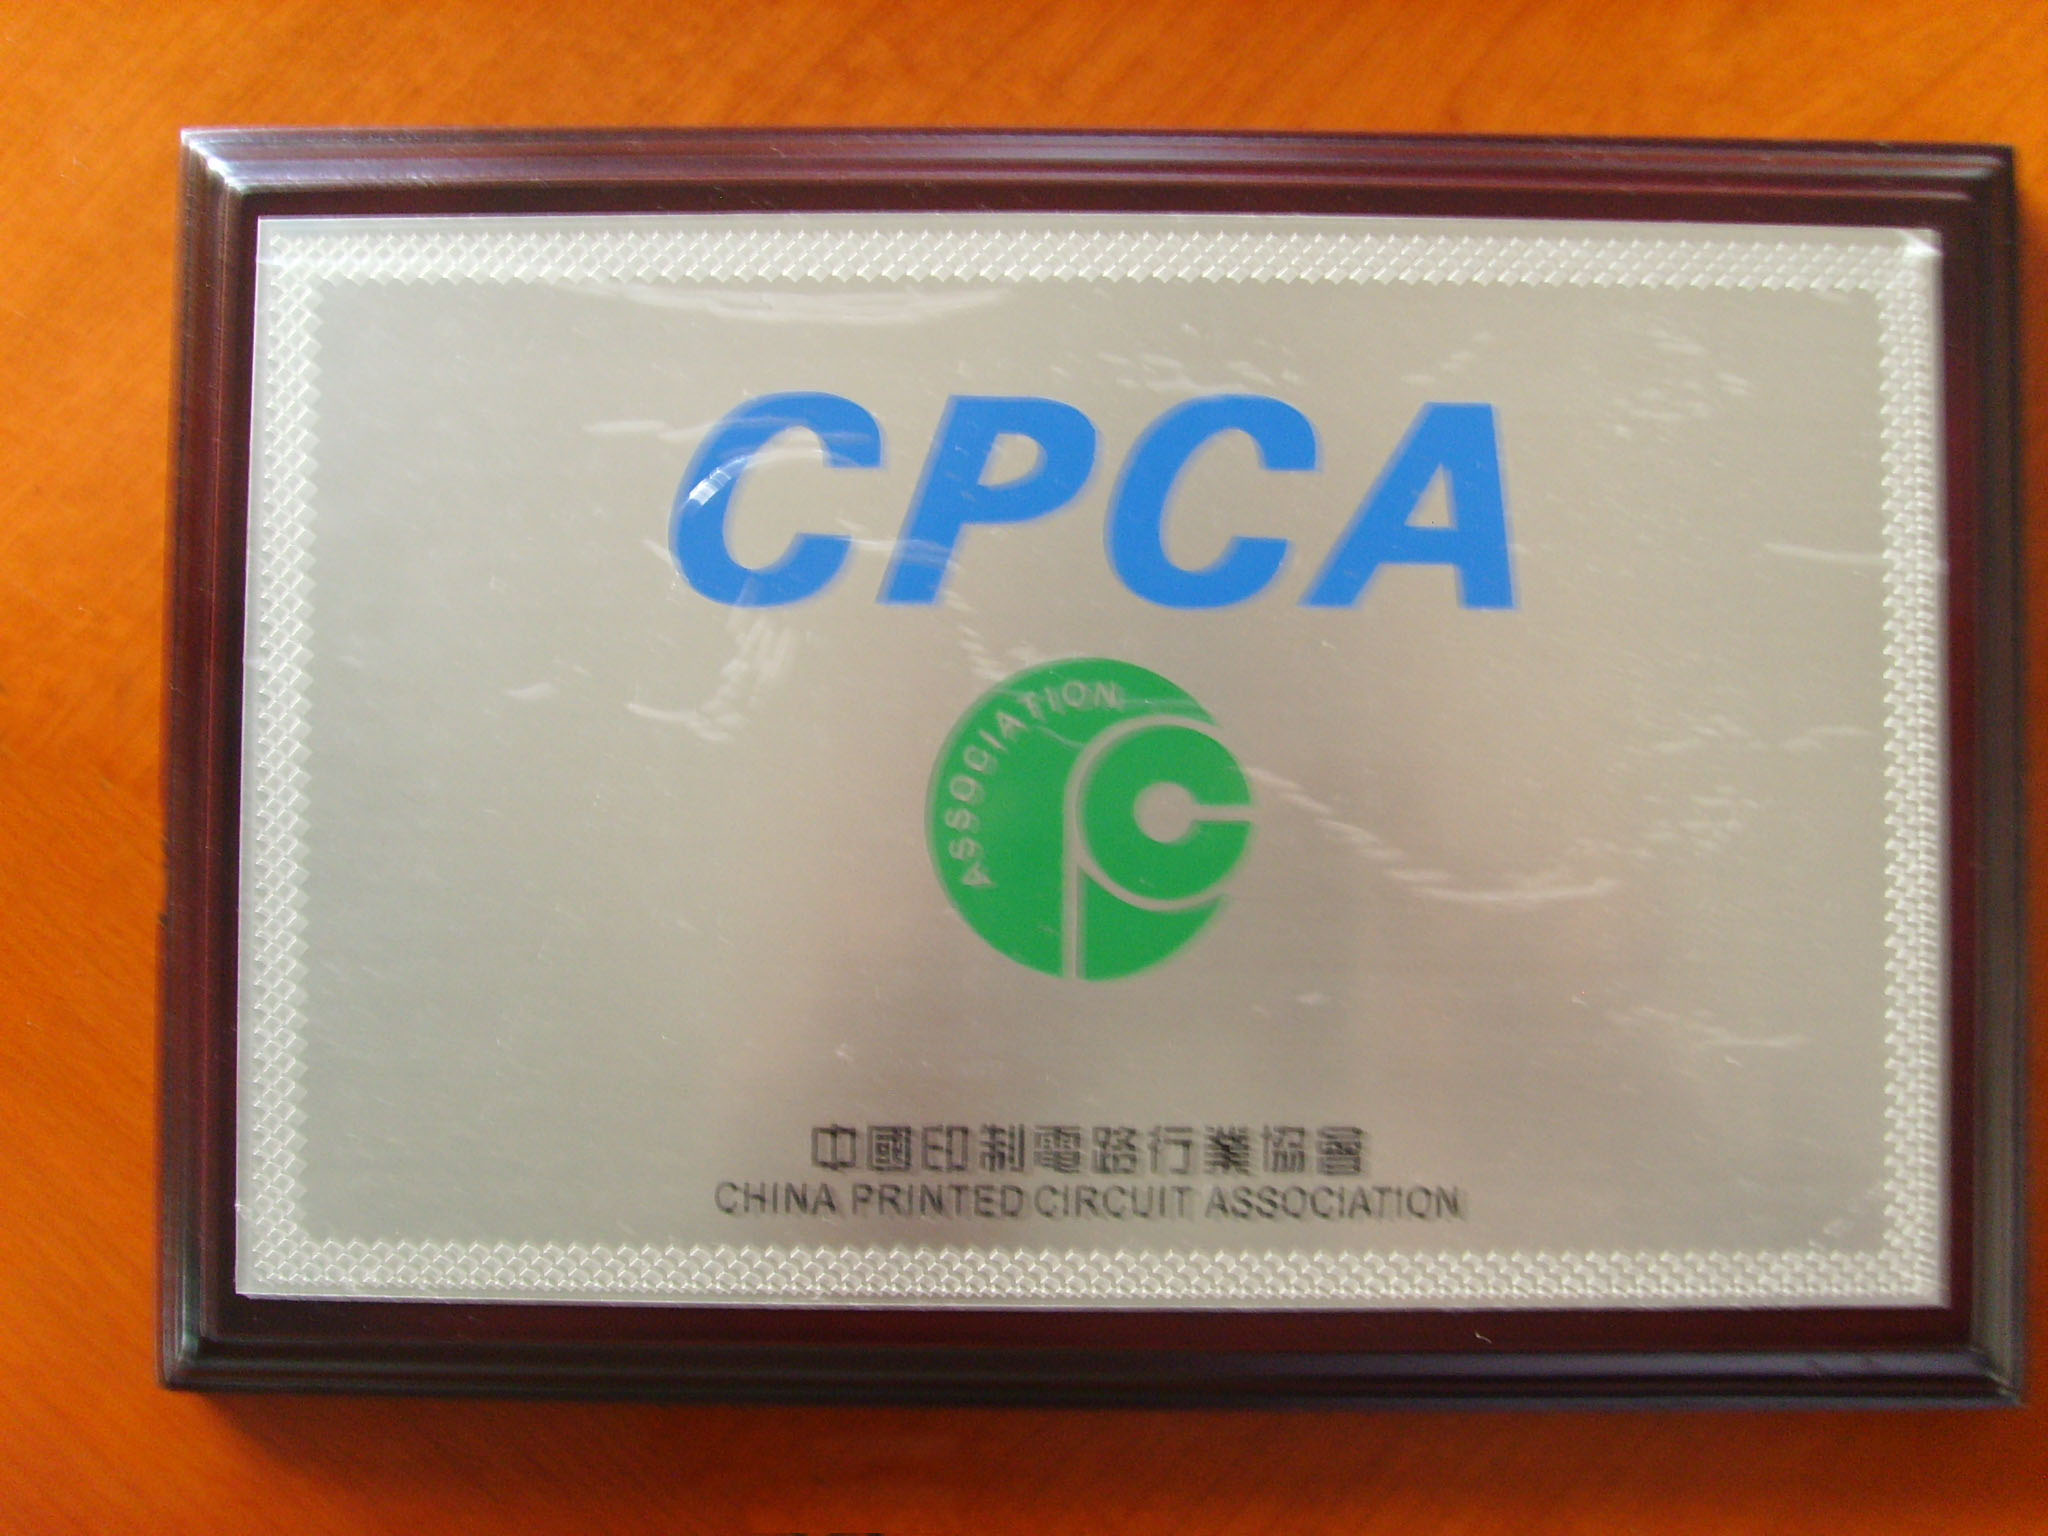 CPCA
ASSOCIATION
中國印制電路行業協會
CHINA PRINTED CIRCUIT ASSOCIATION